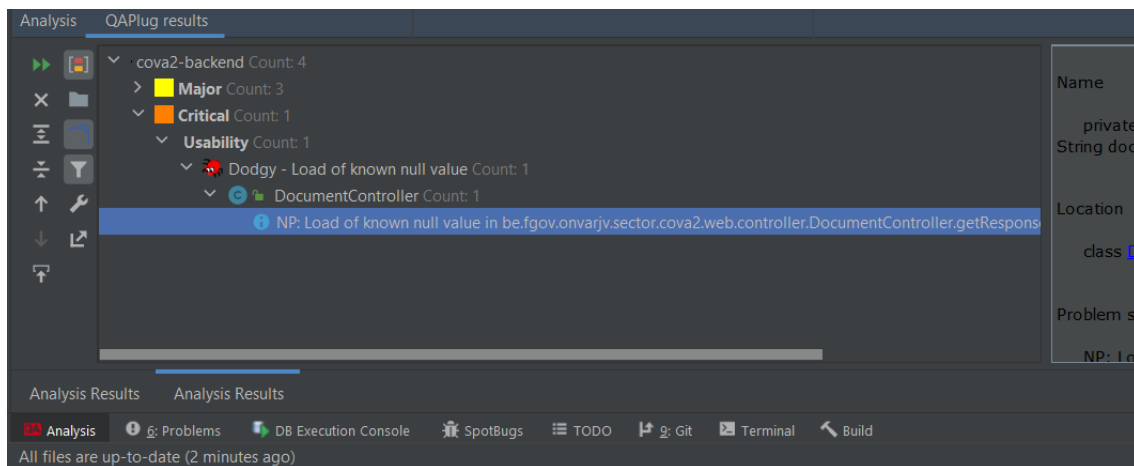 Analysis QAPlug results
cova2-backend Count: 4
Major Count: 3
Critical Count: 1
Usability Count: 1
Dodgy - Load of known null value Count: 1
DocumentController Count: 1
NP: Load of known null value in be.fgov.onvarjv.sector.cova2.web.controller.DocumentController.getRespons
Name
private
String doc
Location
class
Problem s
NP: Lo
Analysis Results Analysis Results
QA Analysis 6: Problems DB Execution Console SpotBugs TODO 9: Git Terminal Build
All files are up-to-date (2 minutes ago)